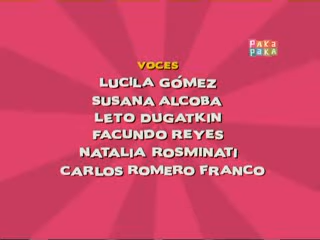 VOCES
PAKA
PAKA
LUCILA GÓMEZ
SUSANA ALCOBA
LETO DUGATKIN
FACUNDO REYES
NATALIA ROSMINATI
CARLOS ROMERO FRANCO